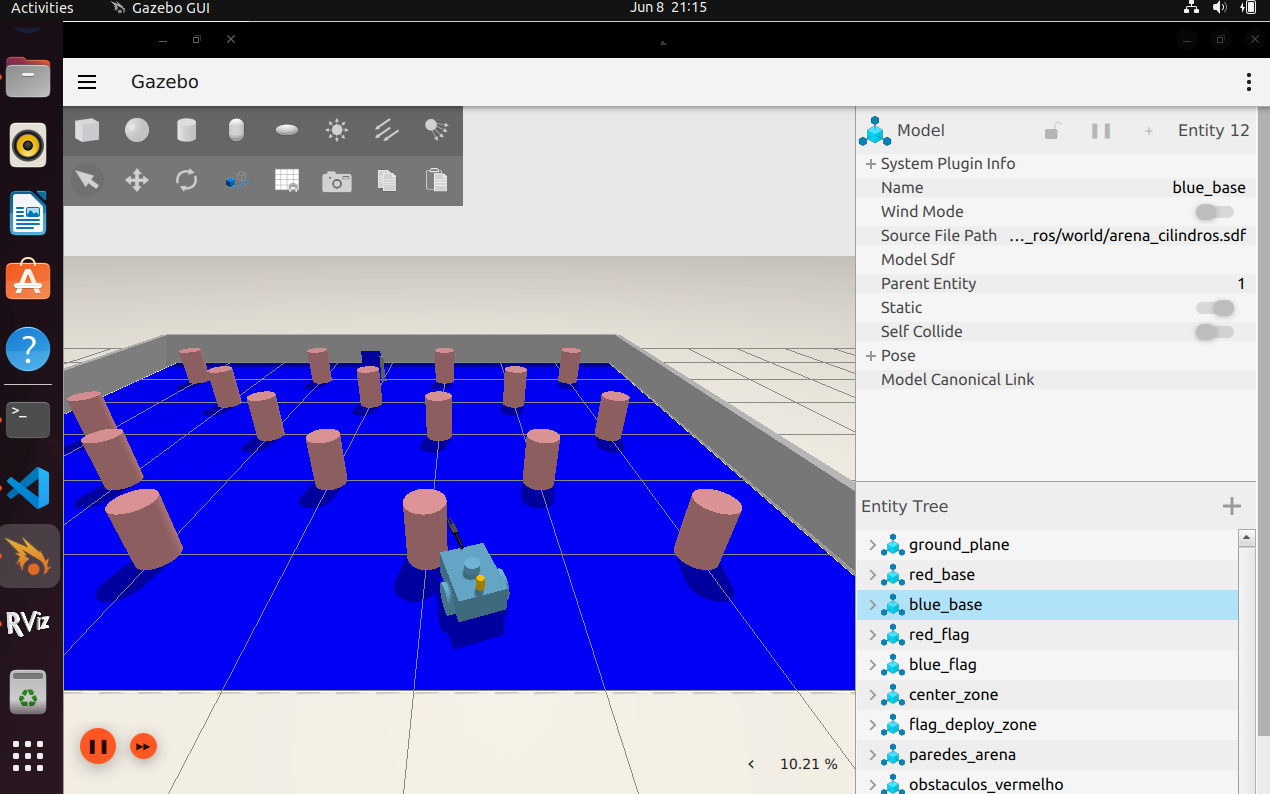 Activities Gazebo GUI Jun 8 21:15
Gazebo
Model Entity 12
System Plugin Info
Name blue_base
Wind Mode
Source File Path ..._ros/world/arena_cilindros.sdf
Model Sdf
Parent Entity 1
Static
Self Collide
Pose
Model Canonical Link
Entity Tree
ground_plane
red_base
blue_base
red_flag
blue_flag
center_zone
flag_deploy_zone
paredes_arena
obstaculos_vermelho
RViz
10.21 %